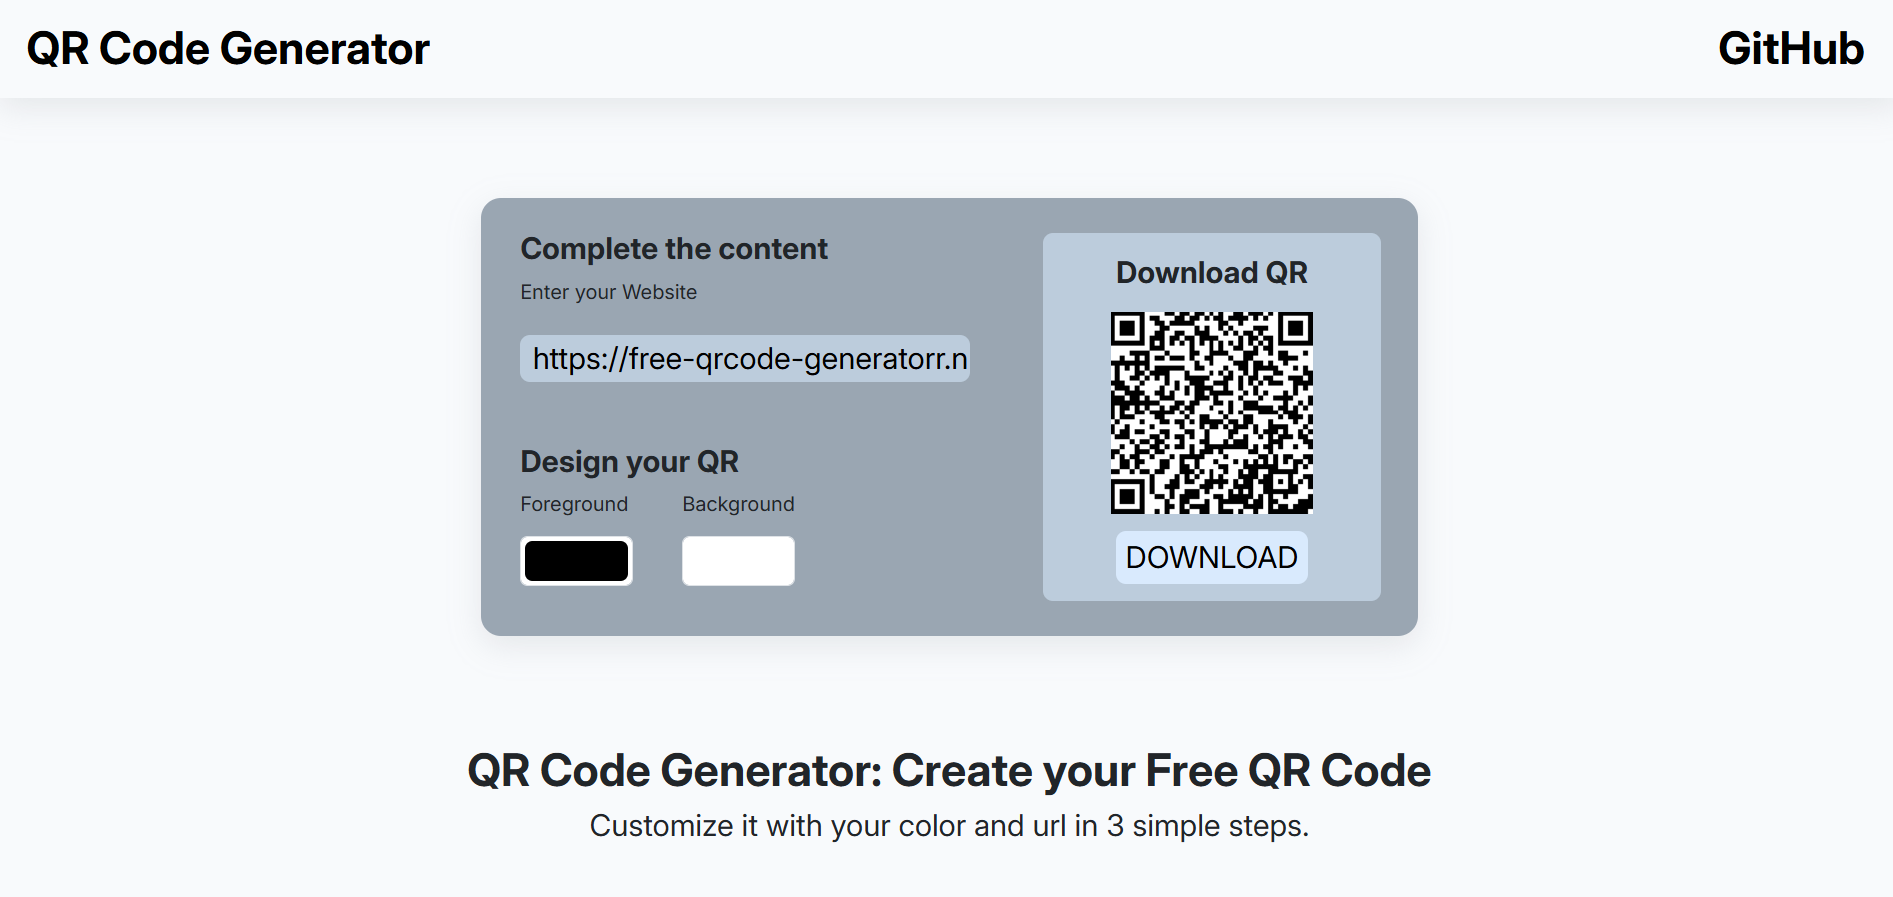 QR Code Generator
GitHub
Complete the content
Enter your Website
https://free-qrcode-generatorr.n
Design your QR
Foreground
Background
Download QR
DOWNLOAD
QR Code Generator: Create your Free QR Code
Customize it with your color and url in 3 simple steps.